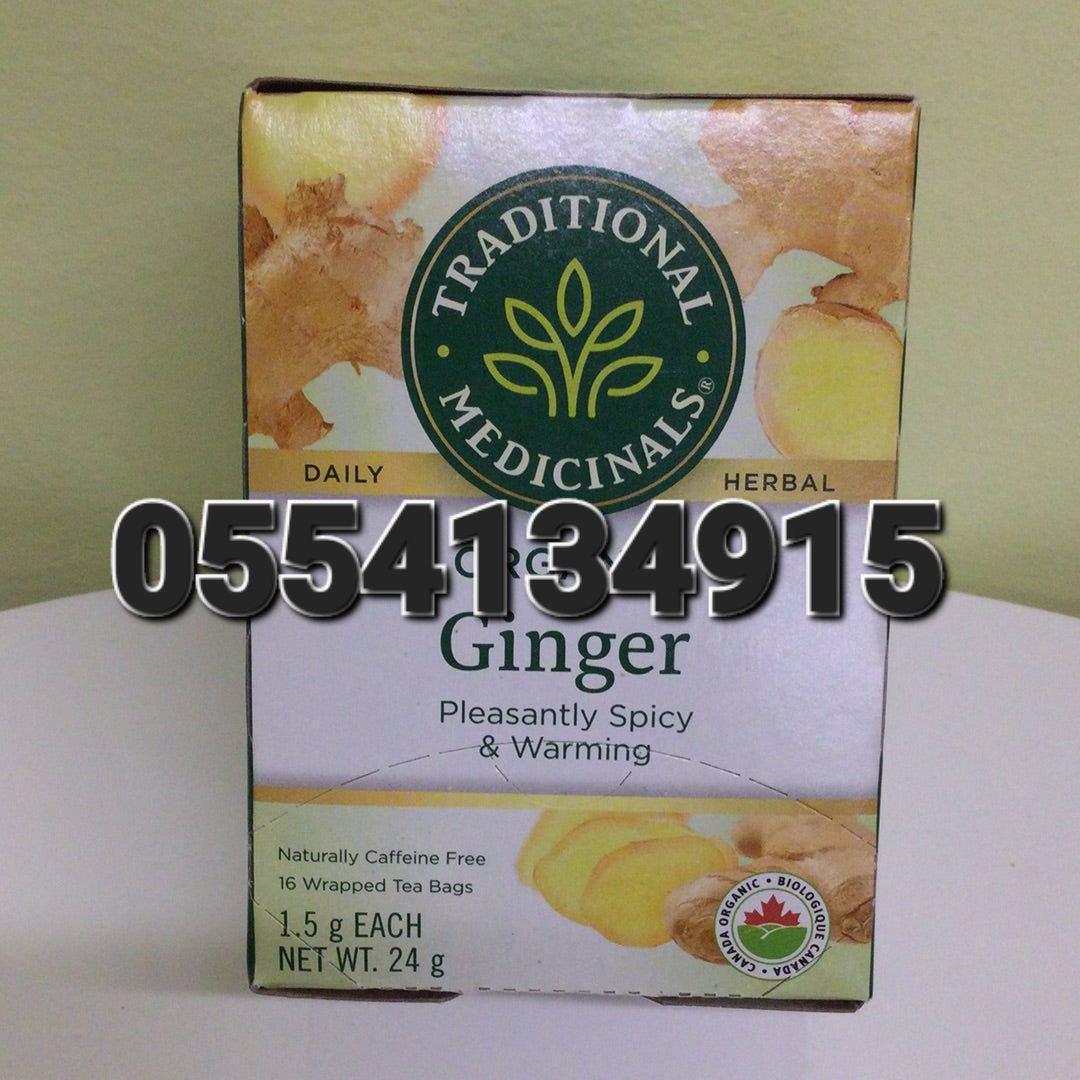 TRADITIONAL
MEDICINALS®
DAILY
HERBAL
0554134915
Ginger
Pleasantly Spicy
& Warming
Naturally Caffeine Free
16 Wrapped Tea Bags
1.5 g EACH
NET WT. 24 g
CANADA ORGANIC • BIOLOGIQUE CANADA •